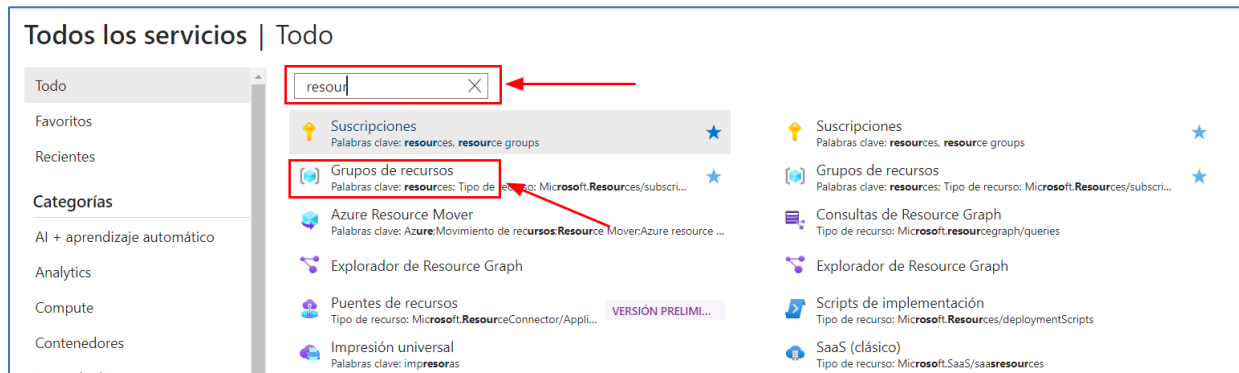 Todos los servicios | Todo
Todo
Favoritos
Recientes
Categorías
AI + aprendizaje automático
Analytics
Compute
Contenedores
resour
Suscripciones
Palabras clave: resources, resource groups
Grupos de recursos
Palabras clave: resources; Tipo de recurso: Microsoft.Resources/subscri...
Azure Resource Mover
Palabras clave: Azure;Movimiento de recursos;Resource Mover;Azure resource ...
Explorador de Resource Graph
Puentes de recursos
Tipo de recurso: Microsoft.ResourceConnector/Appli...
VERSIÓN PRELIMI...
Impresión universal
Palabras clave: impresoras
Suscripciones
Palabras clave: resources, resource groups
Grupos de recursos
Palabras clave: resources; Tipo de recurso: Microsoft.Resources/subscri...
Consultas de Resource Graph
Tipo de recurso: Microsoft.resourcegraph/queries
Explorador de Resource Graph
Scripts de implementación
Tipo de recurso: Microsoft.Resources/deploymentScripts
SaaS (clásico)
Tipo de recurso: Microsoft.SaaS/saasresources